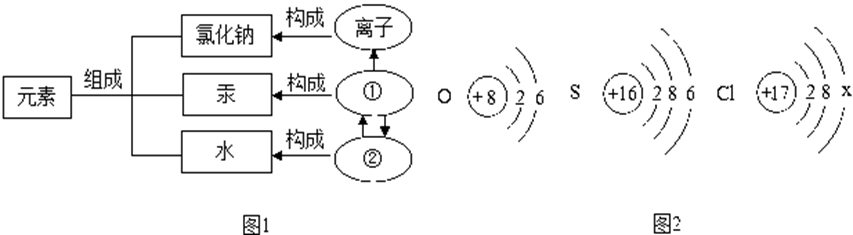 元素
组成
氯化钠
构成
离子
汞
构成
①
水
构成
②
图1
O
+8
2 6
S
+16
2 8 6
Cl
+17
2 8 x
图2